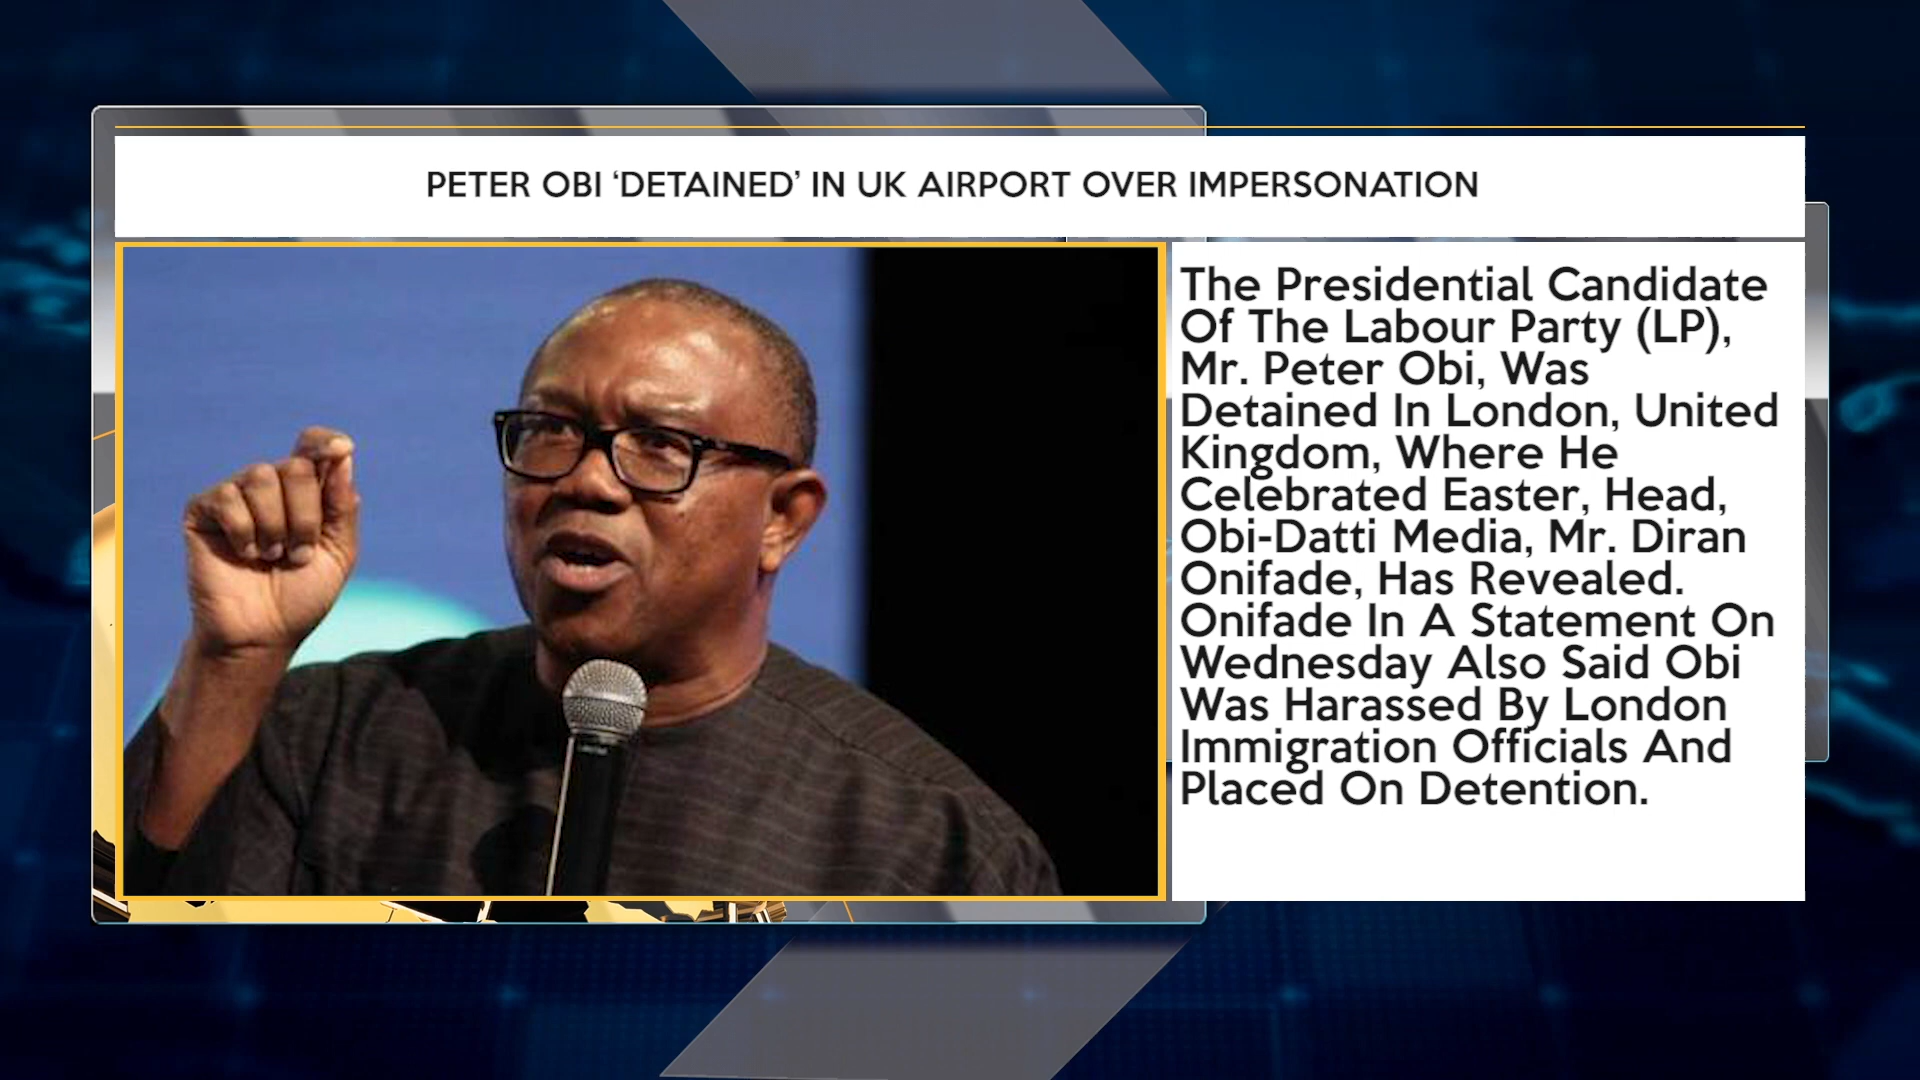 PETER OBI ‘DETAINED’ IN UK AIRPORT OVER IMPERSONATION
The Presidential Candidate
Of The Labour Party (LP),
Mr. Peter Obi, Was
Detained In London, United
Kingdom, Where He
Celebrated Easter, Head,
Obi-Datti Media, Mr. Diran
Onifade, Has Revealed.
Onifade In A Statement On
Wednesday Also Said Obi
Was Harassed By London
Immigration Officials And
Placed On Detention.